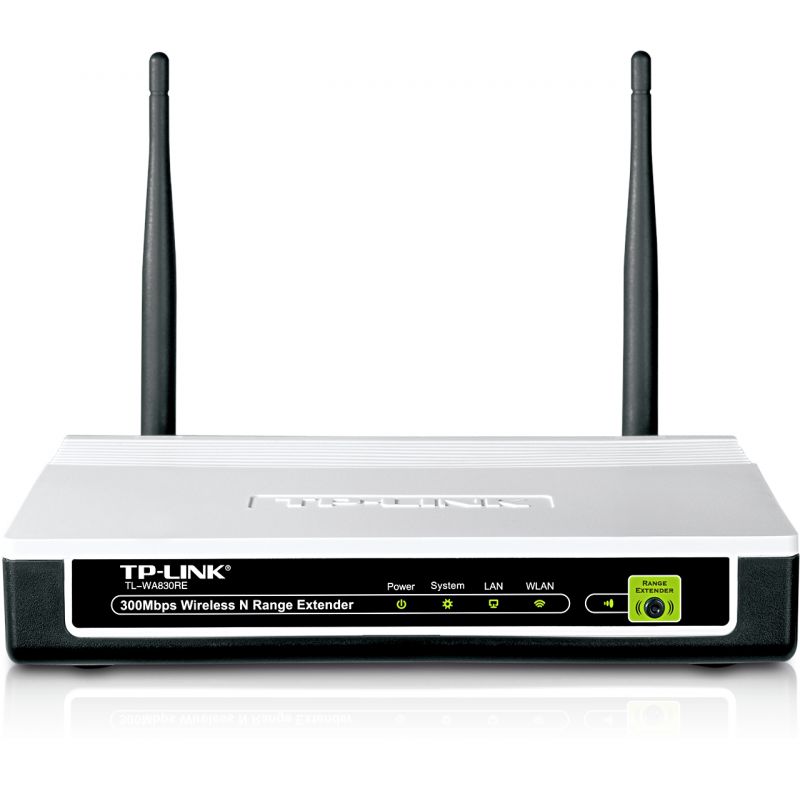 TP-LINK
TP-LINK®
TL-WA830RE
300Mbps Wireless N Range Extender
Power System LAN WLAN
RANGE
EXTENDER